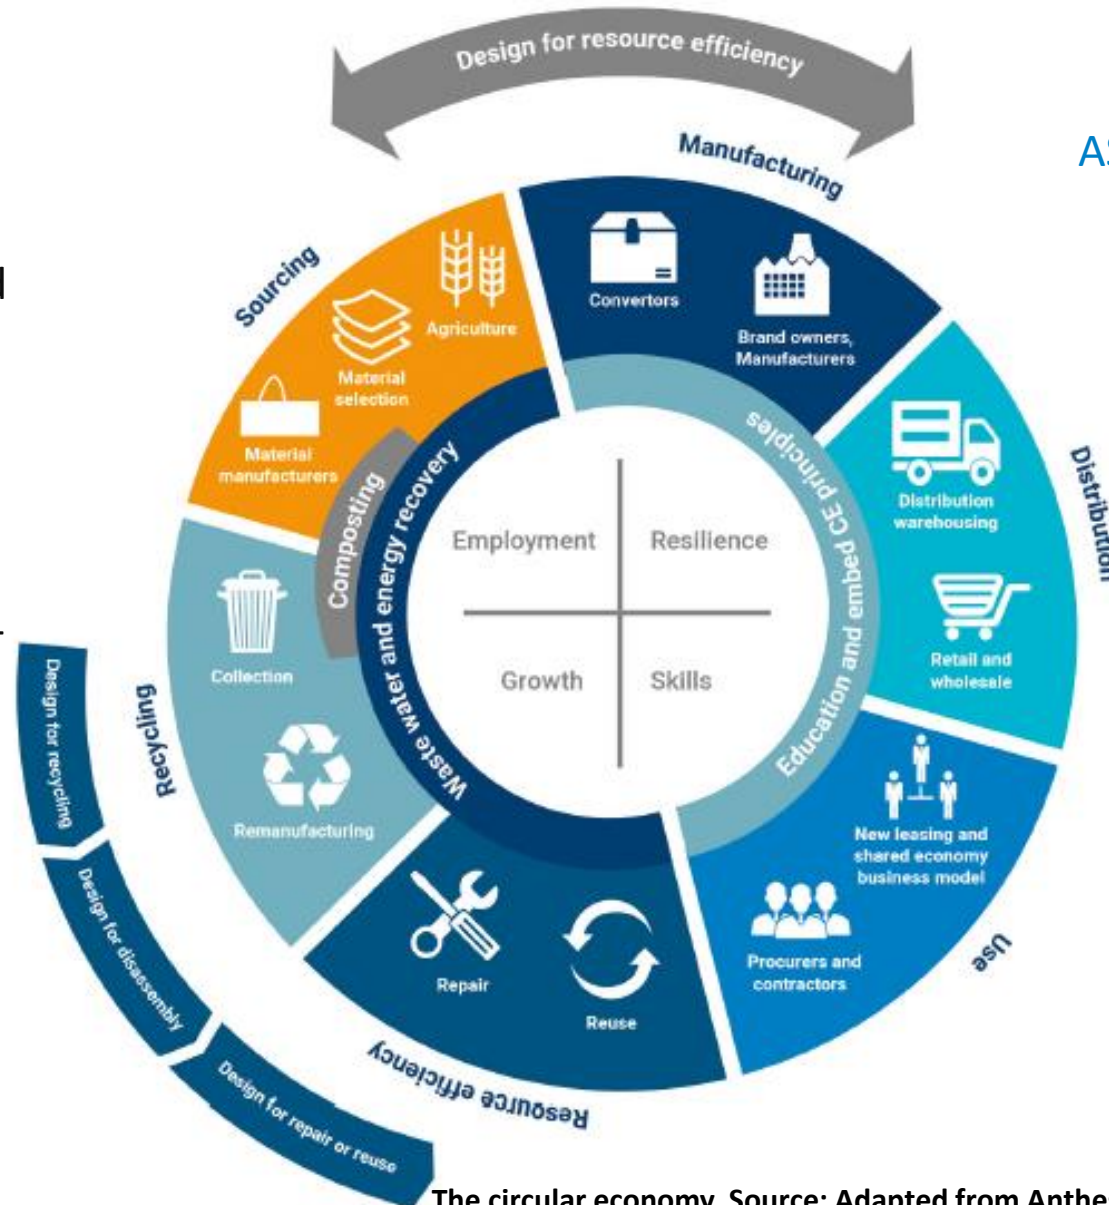 Design for resource efficiency
AS
Manufacturing
Sourcing
Convertors
Brand owners,
Manufacturers
Agriculture
Material
selection
Material
manufacturers
Composting
Waste water and energy recovery
Education and embed CE principles
Distribution
Distribution
warehousing
Retail and
wholesale
Employment
Resilience
Growth
Skills
Recycling
Collection
Remanufacturing
Use
New leasing and
shared economy
business model
Procurers and
contractors
Resource efficiency
Repair
Reuse
Design for recycling
Design for disassembly
Design for repair or reuse
The circular economy. Source: Adapted from Anthes